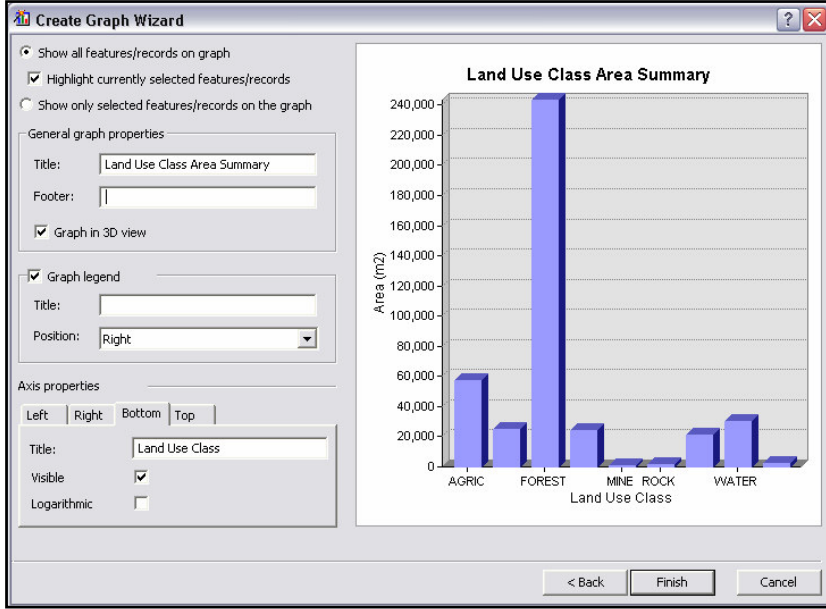 Create Graph Wizard
Show all features/records on graph
Highlight currently selected features/records
Show only selected features/records on the graph
General graph properties
Title: Land Use Class Area Summary
Footer:
Graph in 3D view
Graph legend
Title:
Position: Right
Axis properties
Left Right Bottom Top
Title: Land Use Class
Visible
Logarithmic
Land Use Class Area Summary
240,000
220,000
200,000
180,000
160,000
140,000
120,000
100,000
80,000
60,000
40,000
20,000
0
Area (m2)
AGRIC FOREST MINE ROCK WATER
Land Use Class
< Back Finish Cancel